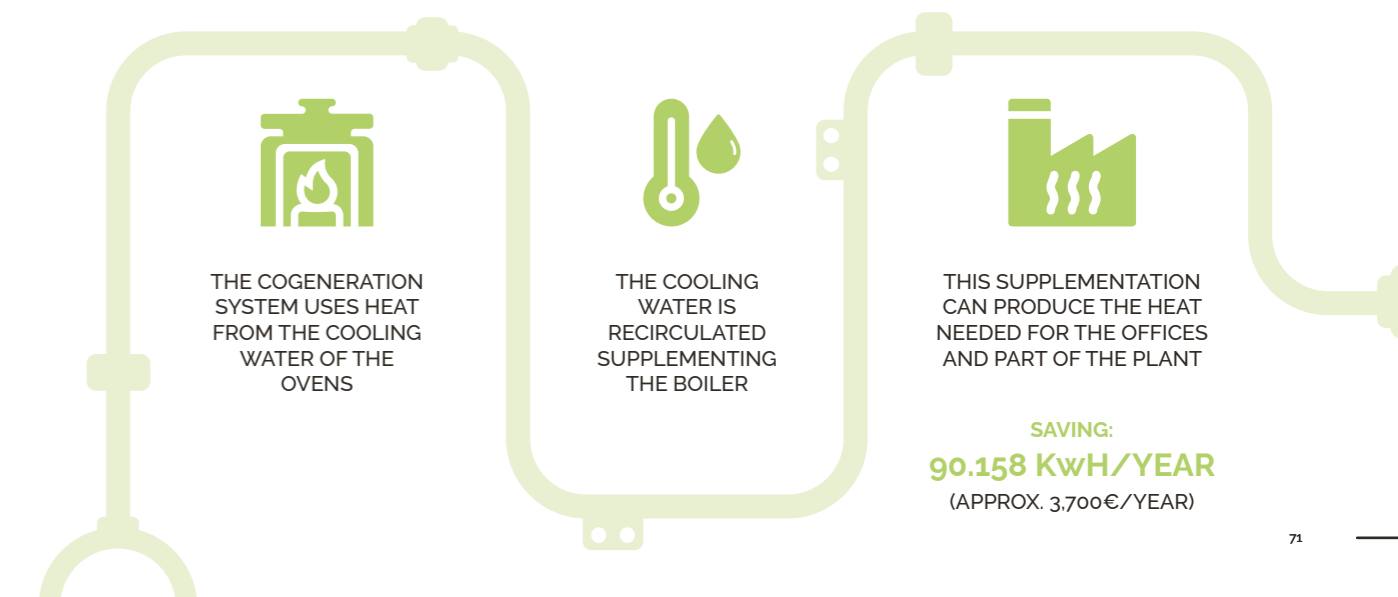 THE COGENERATION
SYSTEM USES HEAT
FROM THE COOLING
WATER OF THE
OVENS
THE COOLING
WATER IS
RECIRCULATED
SUPPLEMENTING
THE BOILER
THIS SUPPLEMENTATION
CAN PRODUCE THE HEAT
NEEDED FOR THE OFFICES
AND PART OF THE PLANT
SAVING:
90.158 KwH/YEAR
(APPROX. 3,700€/YEAR)
71